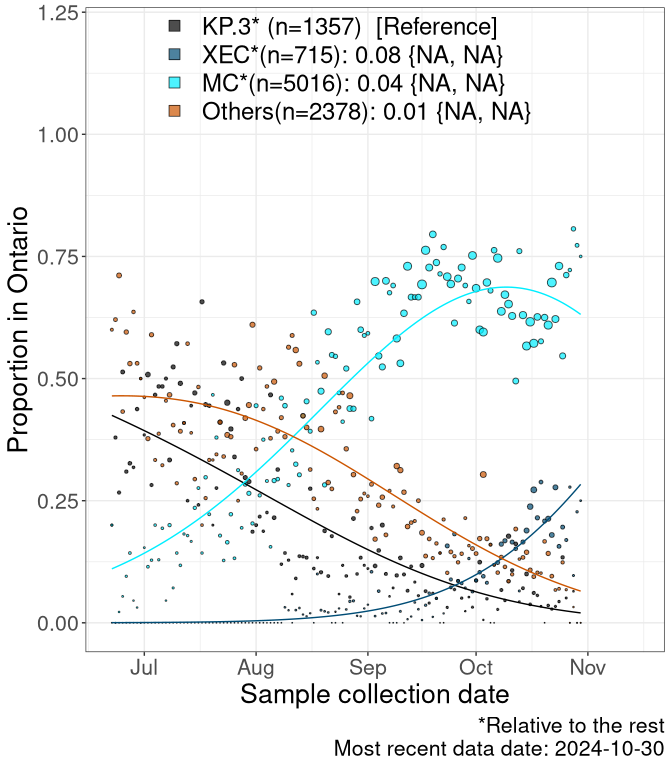 KP.3* (n=1357) [Reference]
XEC*(n=715): 0.08 {NA, NA}
MC*(n=5016): 0.04 {NA, NA}
Others(n=2378): 0.01 {NA, NA}
1.25
1.00
0.75
0.50
0.25
0.00
Proportion in Ontario
Jul Aug Sep Oct Nov
Sample collection date
*Relative to the rest
Most recent data date: 2024-10-30